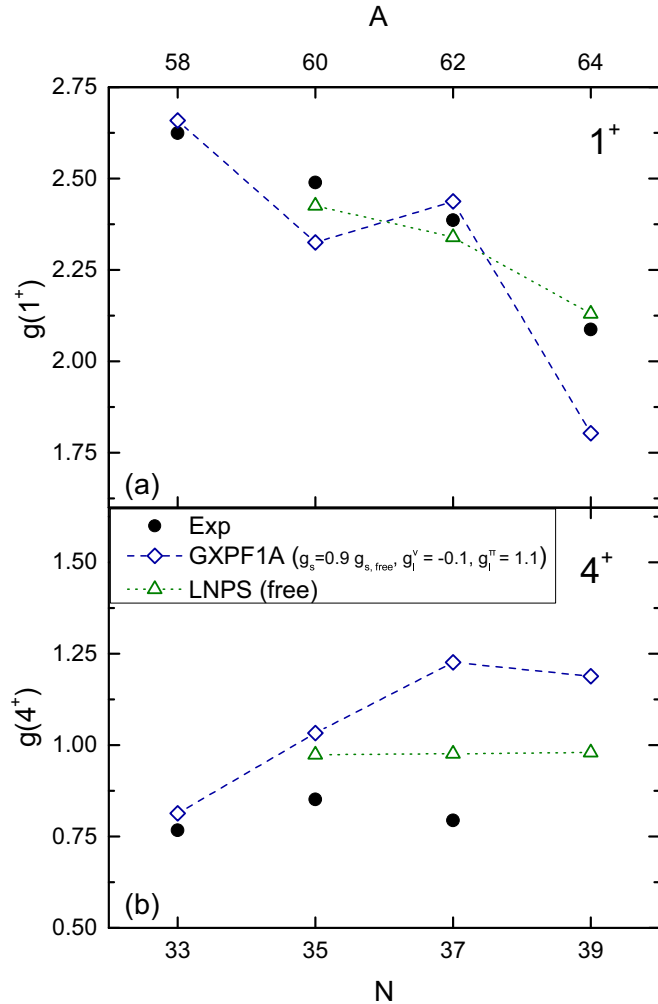 A
58 60 62 64
2.75
2.50
2.25
2.00
1.75
g(1⁺)
1⁺
(a)
Exp
GXPF1A (gₛ=0.9 gₛ, free, gₗᵛ = -0.1, gₗ^π = 1.1)
LNPS (free)
4⁺
1.50
1.25
1.00
0.75
0.50
g(4⁺)
(b)
33 35 37 39
N